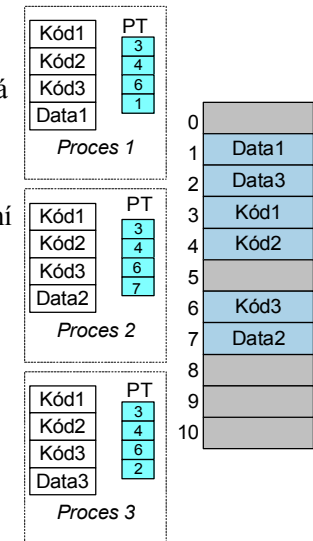 Kód1
Kód2
Kód3
Data1
PT
3
4
6
1
Proces 1
á
ní
Kód1
Kód2
Kód3
Data2
PT
3
4
6
7
Proces 2
Kód1
Kód2
Kód3
Data3
PT
3
4
6
2
Proces 3
0
1 Data1
2 Data3
3 Kód1
4 Kód2
5
6 Kód3
7 Data2
8
9
10